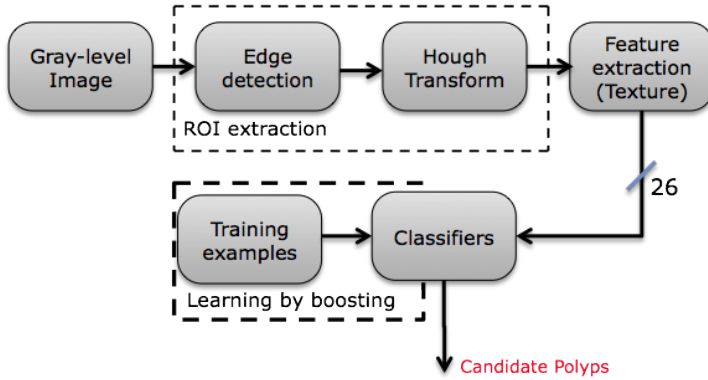 Gray-level
Image
Edge
detection
Hough
Transform
Feature
extraction
(Texture)
ROI extraction
26
Training
examples
Classifiers
Learning by boosting
Candidate Polyps